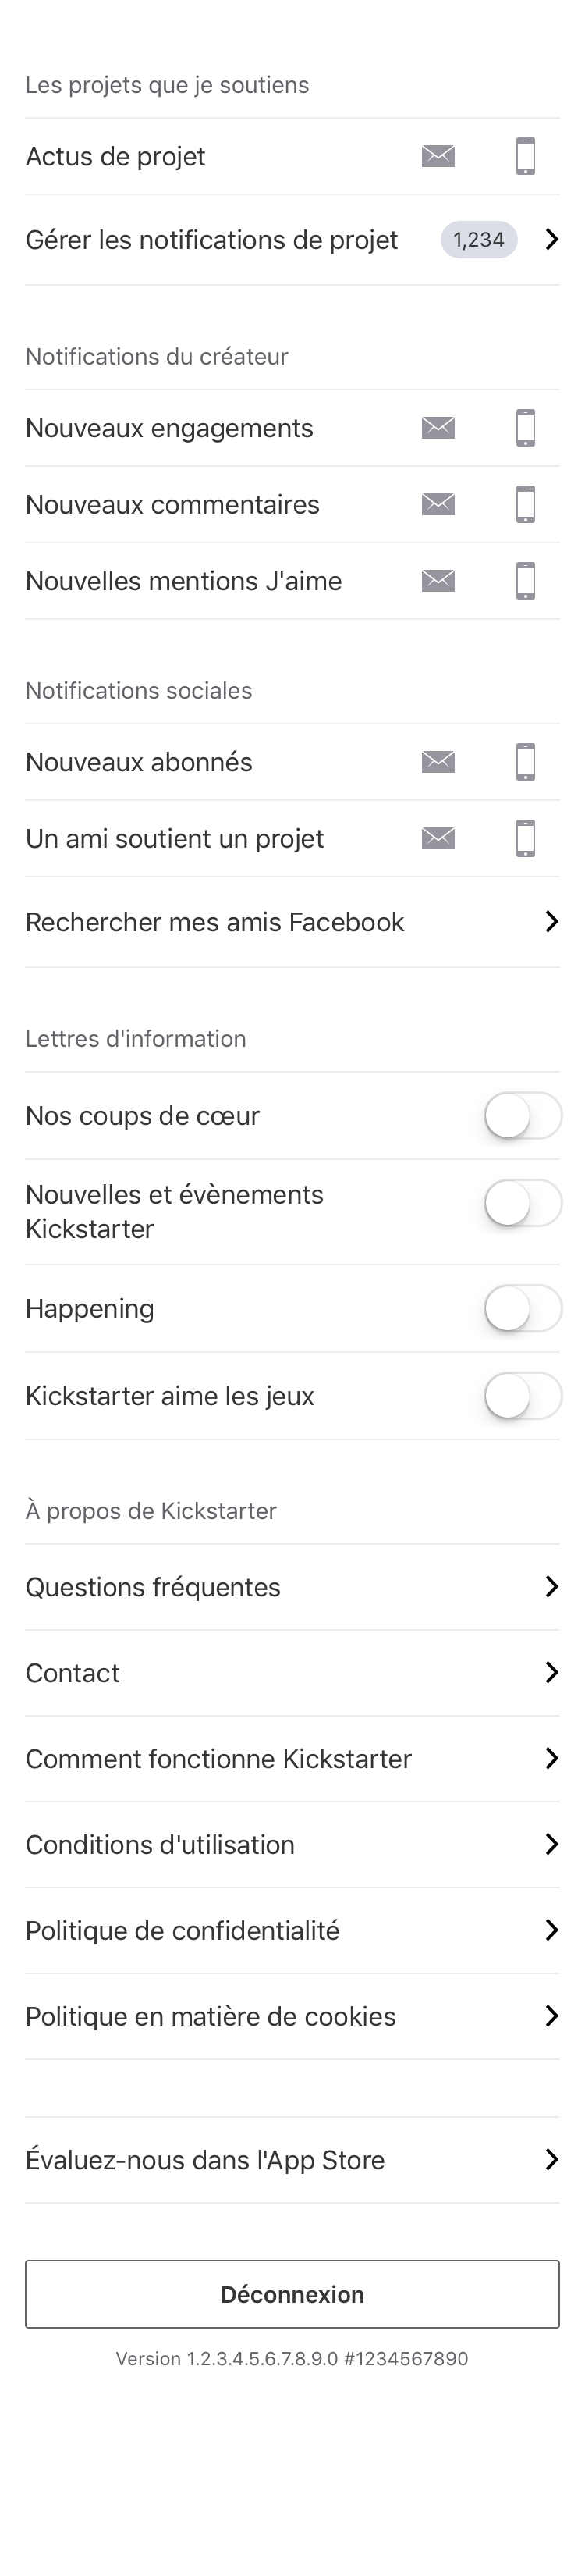 Les projets que je soutiens
Actus de projet
Gérer les notifications de projet 1,234
Notifications du créateur
Nouveaux engagements
Nouveaux commentaires
Nouvelles mentions J'aime
Notifications sociales
Nouveaux abonnés
Un ami soutient un projet
Rechercher mes amis Facebook
Lettres d'information
Nos coups de cœur
Nouvelles et évènements
Kickstarter
Happening
Kickstarter aime les jeux
À propos de Kickstarter
Questions fréquentes
Contact
Comment fonctionne Kickstarter
Conditions d'utilisation
Politique de confidentialité
Politique en matière de cookies
Évaluez-nous dans l'App Store
Déconnexion
Version 1.2.3.4.5.6.7.8.9.0 #1234567890